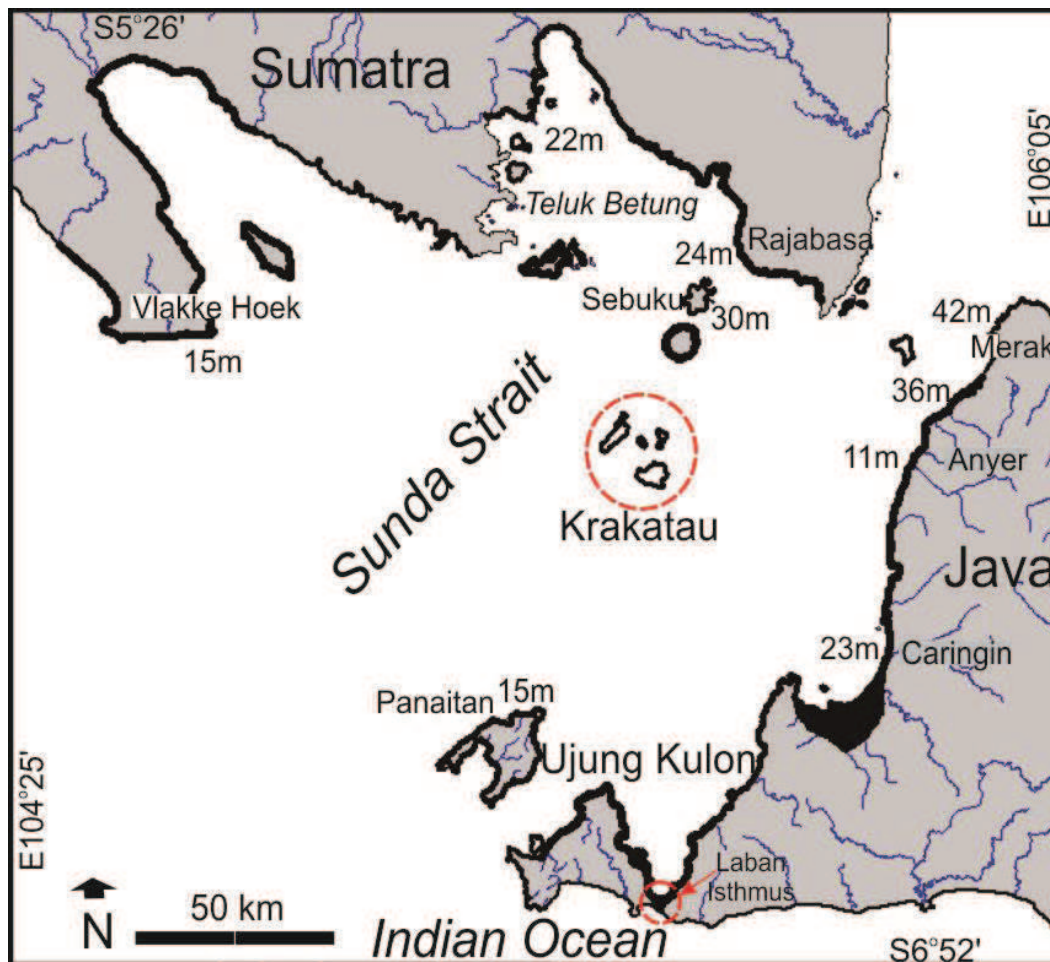 S5°26'
Sumatra
E106°05'
22m
Teluk Betung
24m
Rajabasa
Vlakke Hoek
Sebuku
30m
42m
15m
Merak
36m
Sunda Strait
11m
Anyer
Krakatau
Java
23m
Caringin
Panaitan
15m
Ujung Kulon
E104°25'
Laban
Isthmus
50 km
N
Indian Ocean
S6°52'